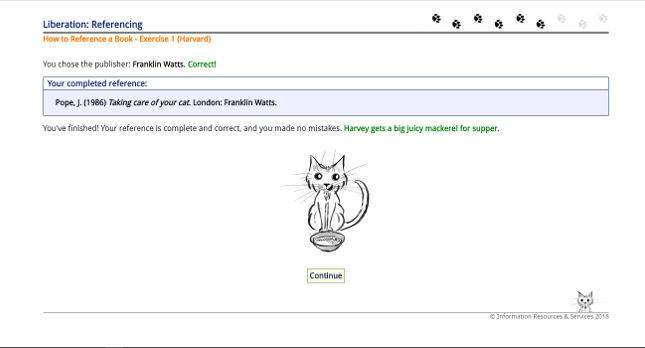 Liberation: Referencing
How to Reference a Book - Exercise 1 (Harvard)
You chose the publisher: Franklin Watts. Correct!
Your completed reference:
Pope, J. (1986) Taking care of your cat. London: Franklin Watts.
You've finished! Your reference is complete and correct, and you made no mistakes. Harvey gets a big juicy mackerel for supper.
Continue
© Information Resources & Services 2018